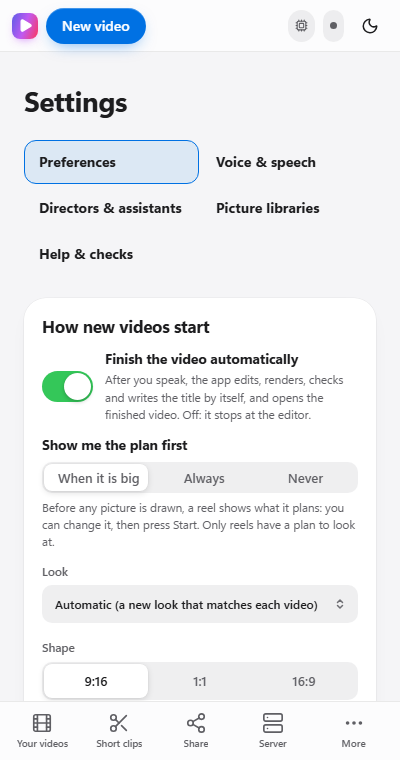 New video
Settings
Preferences
Voice & speech
Directors & assistants
Picture libraries
Help & checks
How new videos start
Finish the video automatically
After you speak, the app edits, renders, checks
and writes the title by itself, and opens the
finished video. Off: it stops at the editor.
Show me the plan first
When it is big
Always
Never
Before any picture is drawn, a reel shows what it plans: you
can change it, then press Start. Only reels have a plan to look
at.
Look
Automatic (a new look that matches each video)
Shape
9:16
1:1
16:9
Your videos
Short clips
Share
Server
More